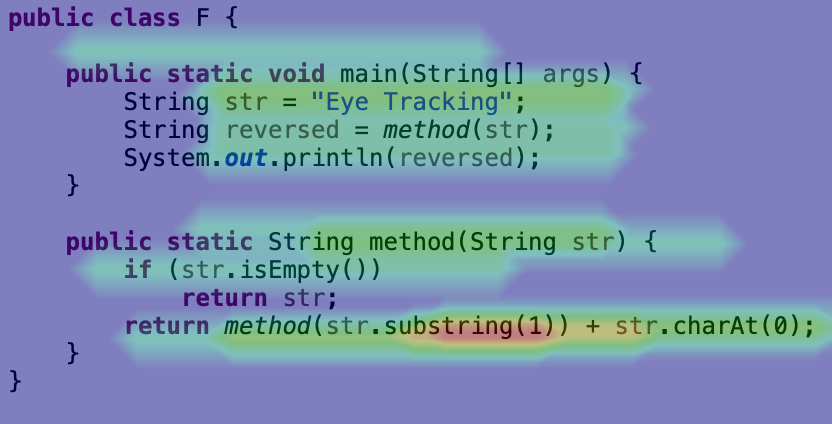 public class F {
    public static void main(String[] args) {
        String str = "Eye Tracking";
        String reversed = method(str);
        System.out.println(reversed);
    }
    public static String method(String str) {
        if (str.isEmpty())
            return str;
        return method(str.substring(1)) + str.charAt(0);
    }
}